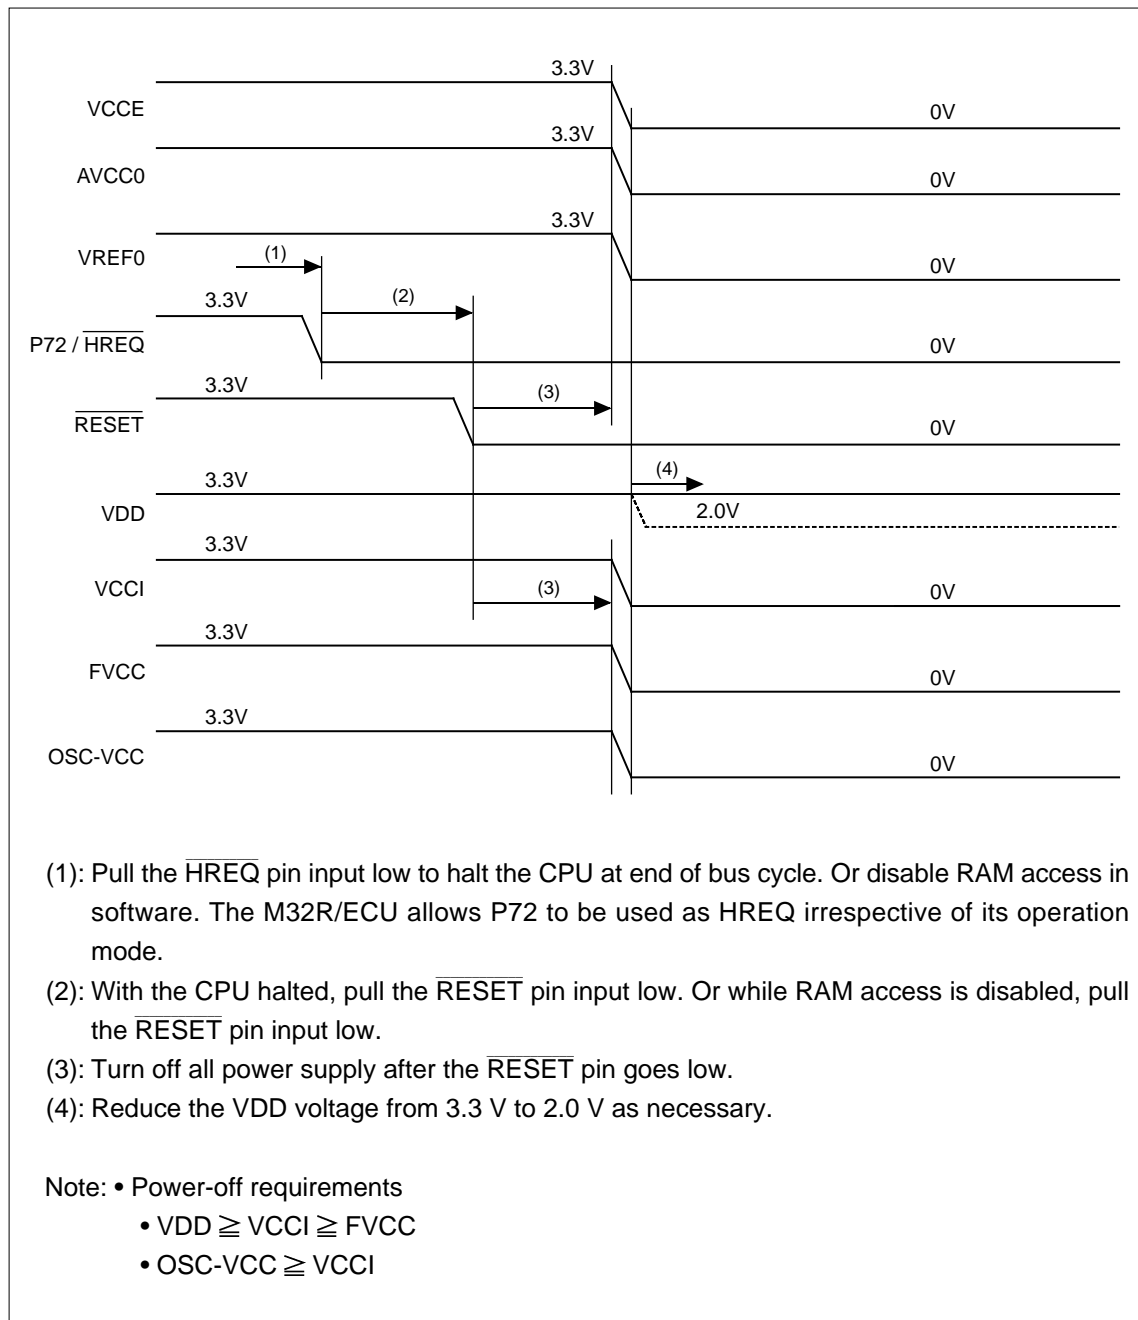 3.3V
VCCE
0V
3.3V
AVCC0
0V
3.3V
VREF0
(1)
0V
3.3V
(2)
P72 / HREQ
0V
3.3V
(3)
RESET
0V
3.3V
(4)
VDD
2.0V
3.3V
VCCI
(3)
0V
3.3V
FVCC
0V
3.3V
OSC-VCC
0V
(1): Pull the HREQ pin input low to halt the CPU at end of bus cycle. Or disable RAM access in
software. The M32R/ECU allows P72 to be used as HREQ irrespective of its operation
mode.
(2): With the CPU halted, pull the RESET pin input low. Or while RAM access is disabled, pull
the RESET pin input low.
(3): Turn off all power supply after the RESET pin goes low.
(4): Reduce the VDD voltage from 3.3 V to 2.0 V as necessary.
Note: • Power-off requirements
• VDD ≧ VCCI ≧ FVCC
• OSC-VCC ≧ VCCI